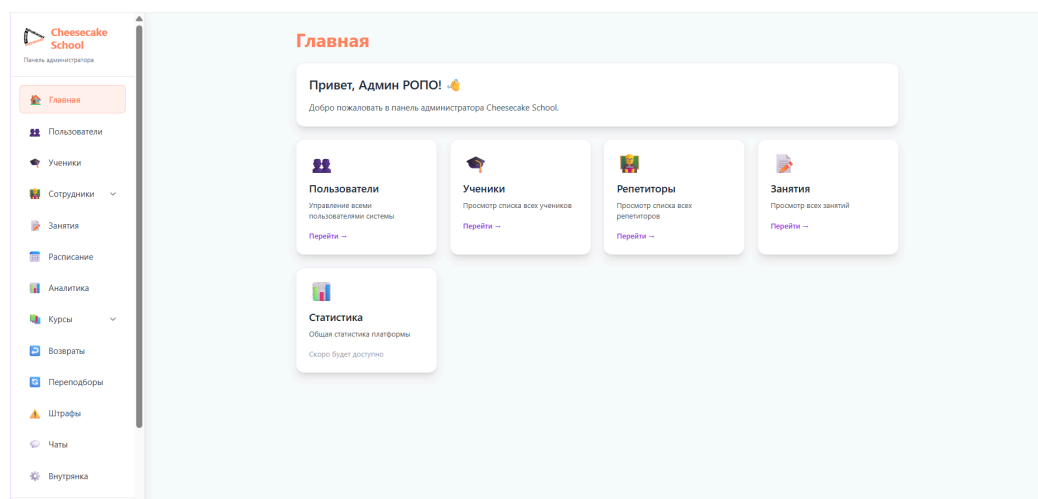 Cheesecake
School
Панель администратора
Главная
Пользователи
Ученики
Сотрудники
Занятия
Расписание
Аналитика
Курсы
Возвраты
Переподборы
Штрафы
Чаты
Внутрянка
Главная
Привет, Админ РОПО!
Добро пожаловать в панель администратора Cheesecake School.
Пользователи
Управление всеми
пользователями системы
Перейти →
Ученики
Просмотр списка всех учеников
Перейти →
Репетиторы
Просмотр списка всех
репетиторов
Перейти →
Занятия
Просмотр всех занятий
Перейти →
Статистика
Общая статистика платформы
Скоро будет доступно